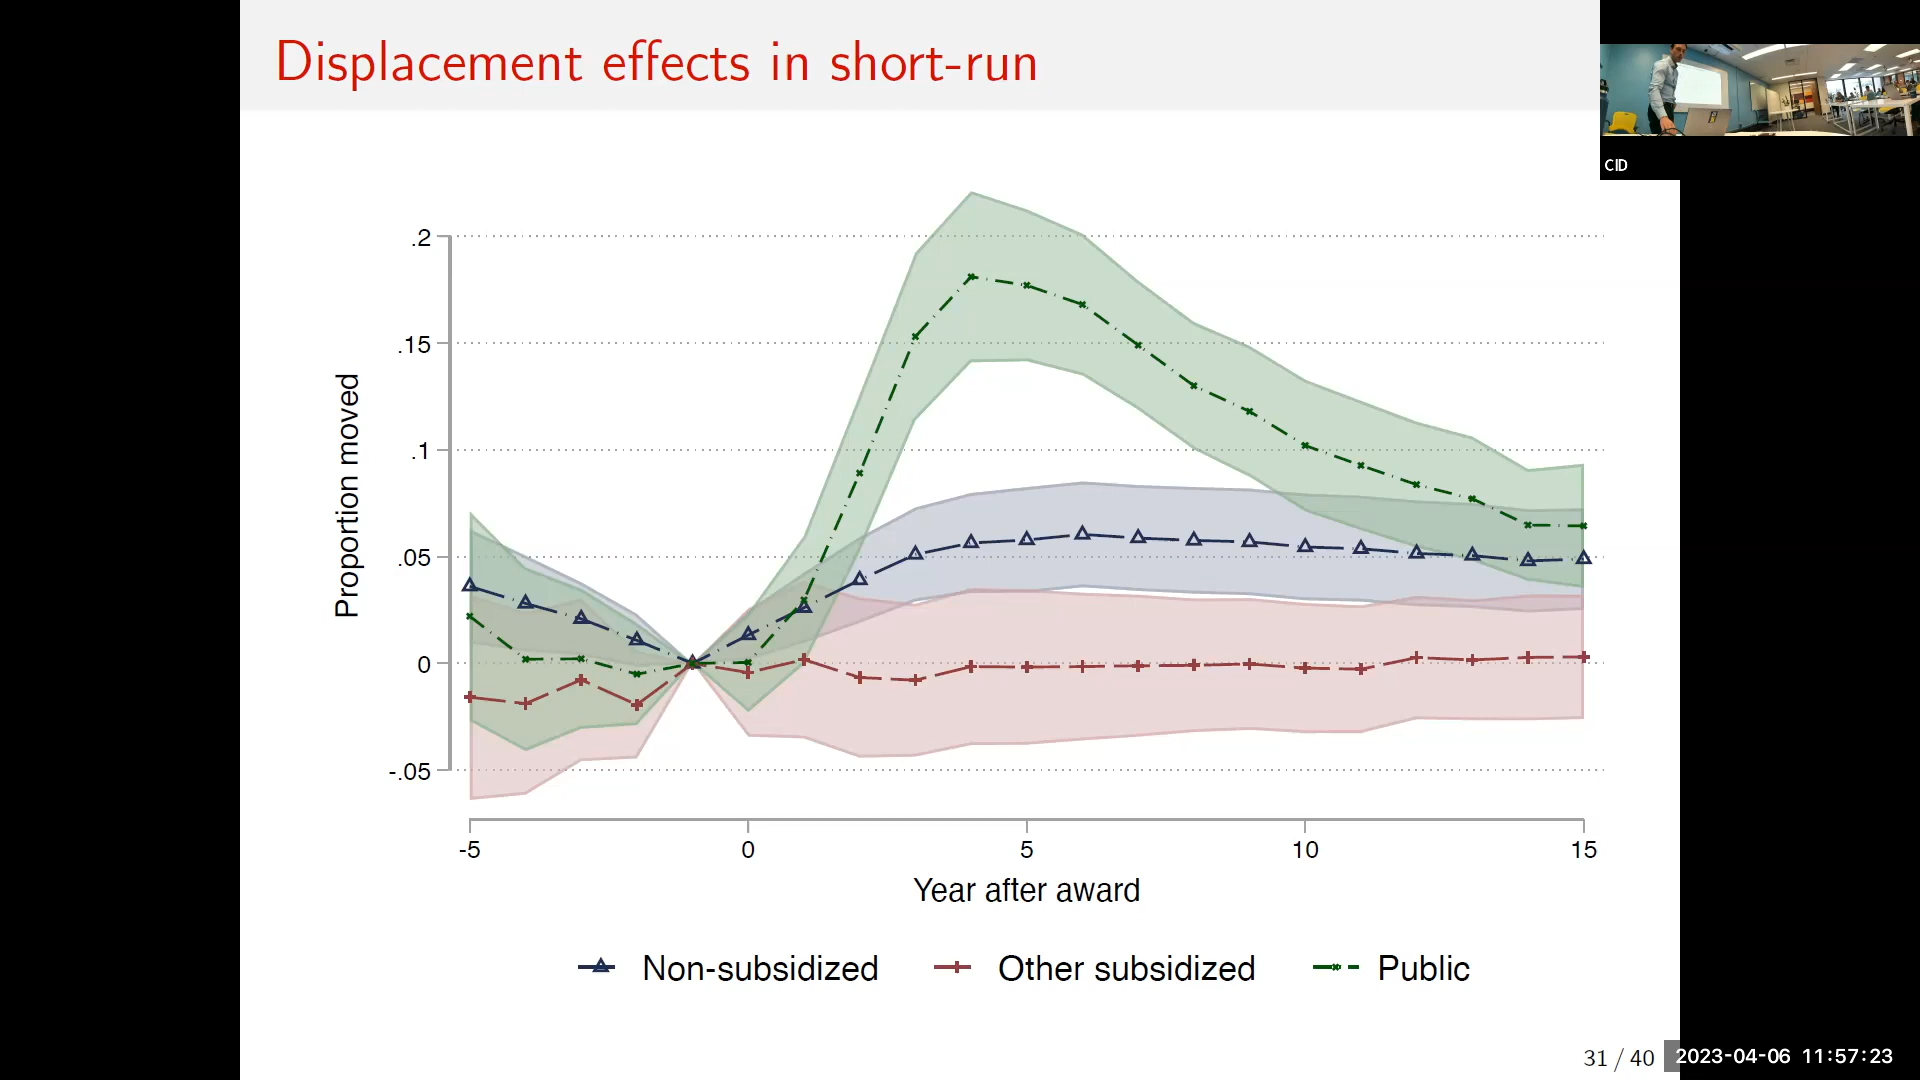 Displacement effects in short-run
CID
.2
.15
.1
.05
0
-.05
Proportion moved
-5 0 5 10 15
Year after award
Non-subsidized Other subsidized Public
31 / 40
2023-04-06 11:57:23